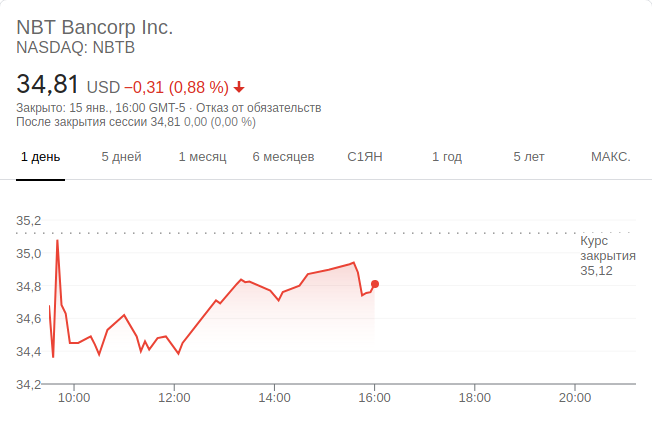 NBT Bancorp Inc.
NASDAQ: NBTB
34,81 USD −0,31 (0,88 %)
Закрыто: 15 янв., 16:00 GMT-5 · Отказ от обязательств
После закрытия сессии 34,81 0,00 (0,00 %)
1 день 5 дней 1 месяц 6 месяцев С1ЯН 1 год 5 лет МАКС.
35,2
Курс
закрытия
35,12
35,0
34,8
34,6
34,4
34,2
10:00 12:00 14:00 16:00 18:00 20:00